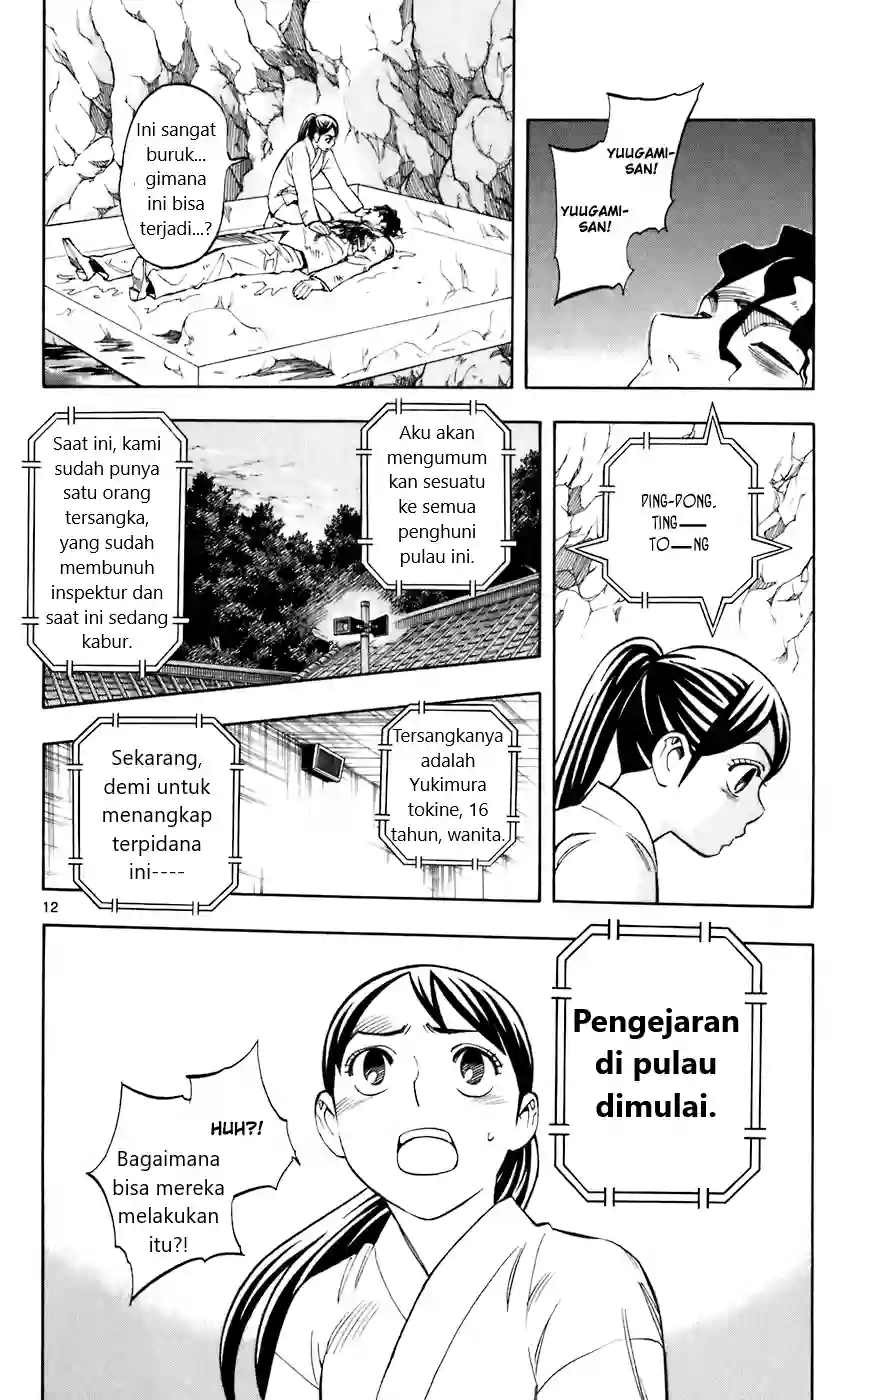 YUUGAMI-
SAN!
YUUGAMI-
SAN!
Ini sangat
buruk...
gimana
ini bisa
terjadi...?
DING-DONG.
TING—
TO—NG
Aku akan
mengumum
kan sesuatu
ke semua
penghuni
pulau ini.
Saat ini, kami
sudah punya
satu orang
tersangka,
yang sudah
membunuh
inspektur dan
saat ini sedang
kabur.
Tersangkanya
adalah
Yukimura
tokine, 16
tahun, wanita.
Sekarang,
demi untuk
menangkap
terpidana
ini----
12
Pengejaran
di pulau
dimulai.
HUH?!
Bagaimana
bisa mereka
melakukan
itu?!